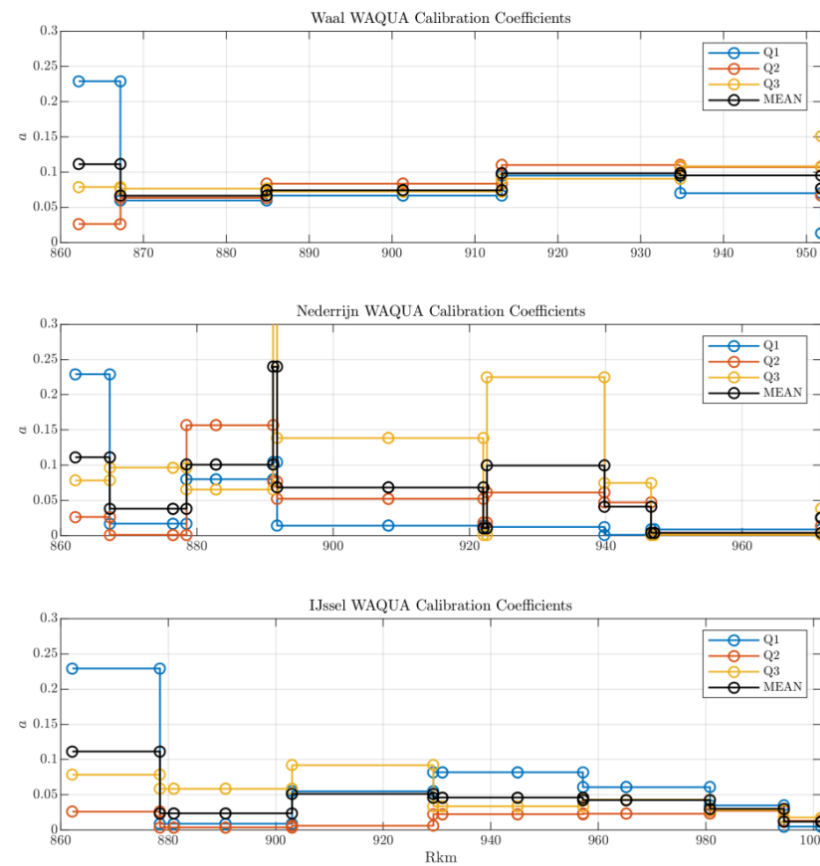 Waal WAQUA Calibration Coefficients
0.3
0.25
0.2
0.15
0.1
0.05
0
a
860 870 880 890 900 910 920 930 940 950
Q1
Q2
Q3
MEAN
Nederrijn WAQUA Calibration Coefficients
0.3
0.25
0.2
0.15
0.1
0.05
0
a
860 880 900 920 940 960
Q1
Q2
Q3
MEAN
IJssel WAQUA Calibration Coefficients
0.3
0.25
0.2
0.15
0.1
0.05
0
a
860 880 900 920 940 960 980 100
Q1
Q2
Q3
MEAN
Rkm